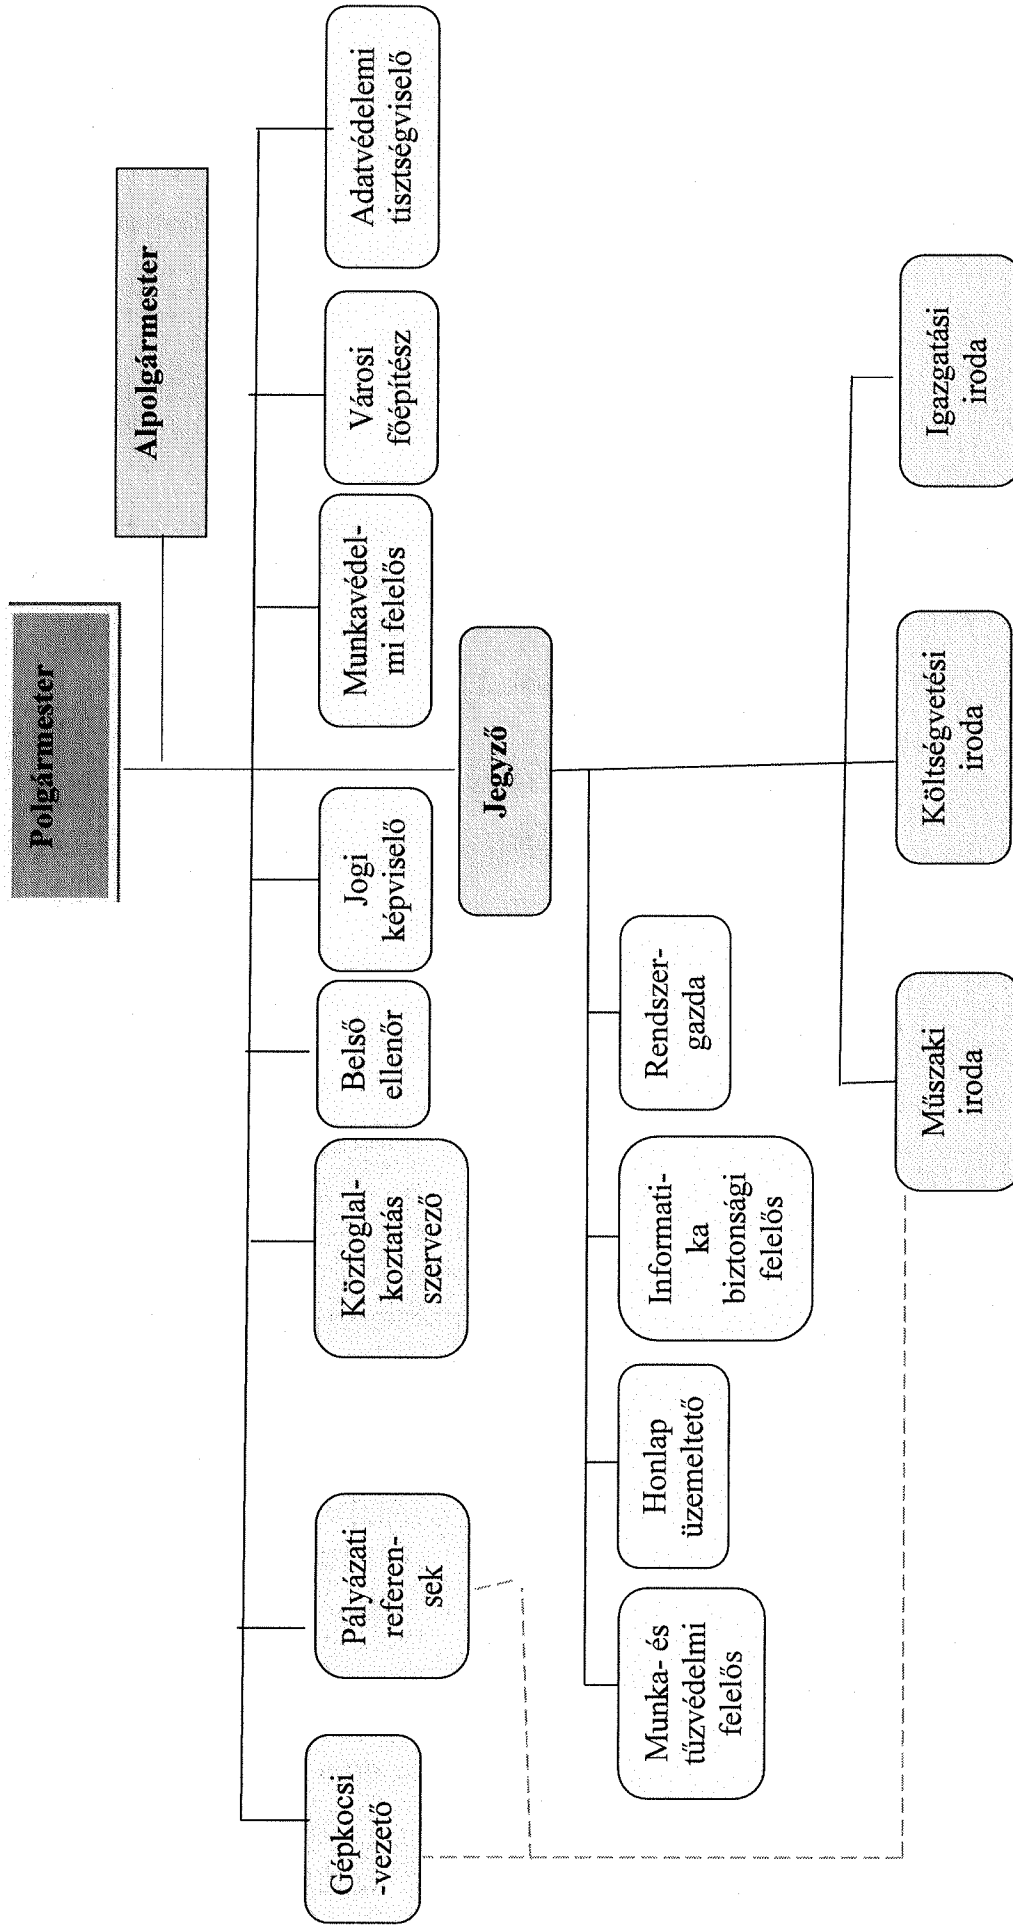 Polgármester
Alpolgármester
Gépkocsi
-vezető
Pályázati
referen-
sek
Közfoglal-
koztatás
szervező
Belső
ellenőr
Jogi
képviselő
Munkavédel-
mi felelős
Városi
főépítész
Adatvédelemi
tisztségviselő
Jegyző
Munka- és
tűzvédelmi
felelős
Honlap
üzemeltető
Informati-
ka
biztonsági
felelős
Rendszer-
gazda
Műszaki
iroda
Költségvetési
iroda
Igazgatási
iroda